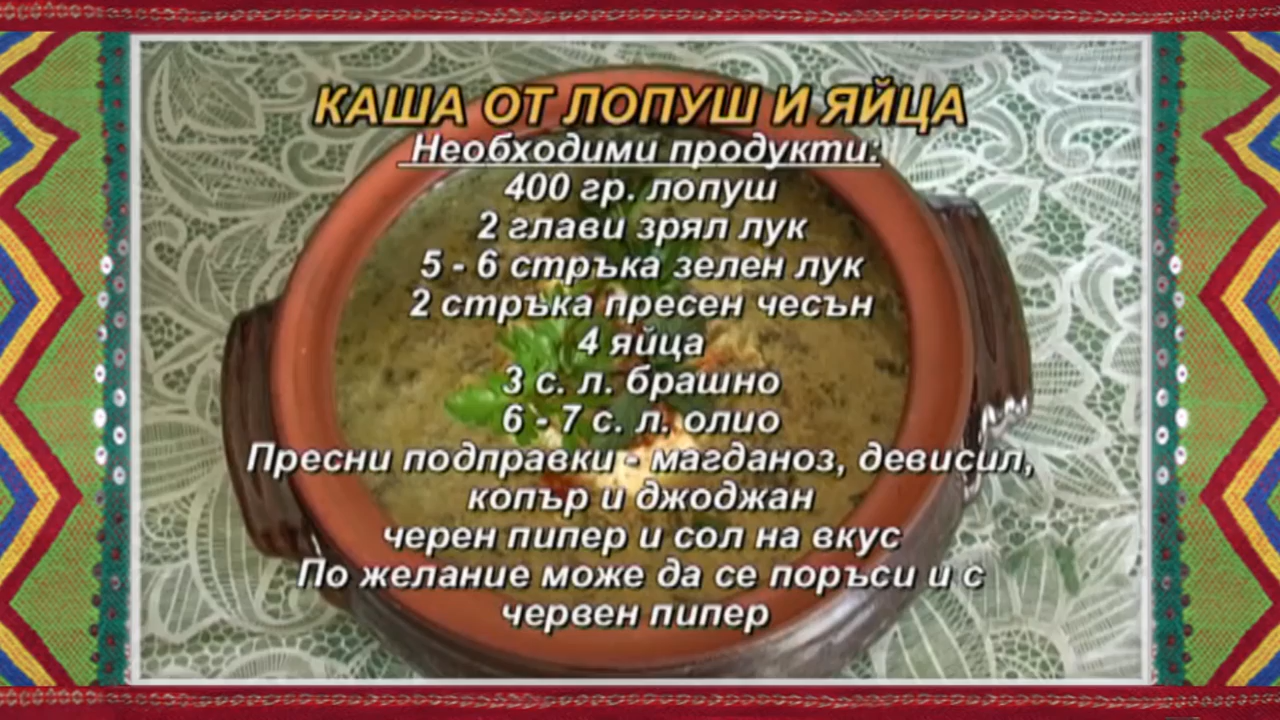 КАША ОТ ЛОПУШ И ЯЙЦА
Необходими продукти:
400 гр. лопуш
2 глави зрял лук
5 - 6 стръка зелен лук
2 стръка пресен чесън
4 яйца
3 с. л. брашно
6 - 7 с. л. олио
Пресни подправки - магданоз, девисил,
копър и джоджан
черен пипер и сол на вкус
По желание може да се поръси и с
червен пипер